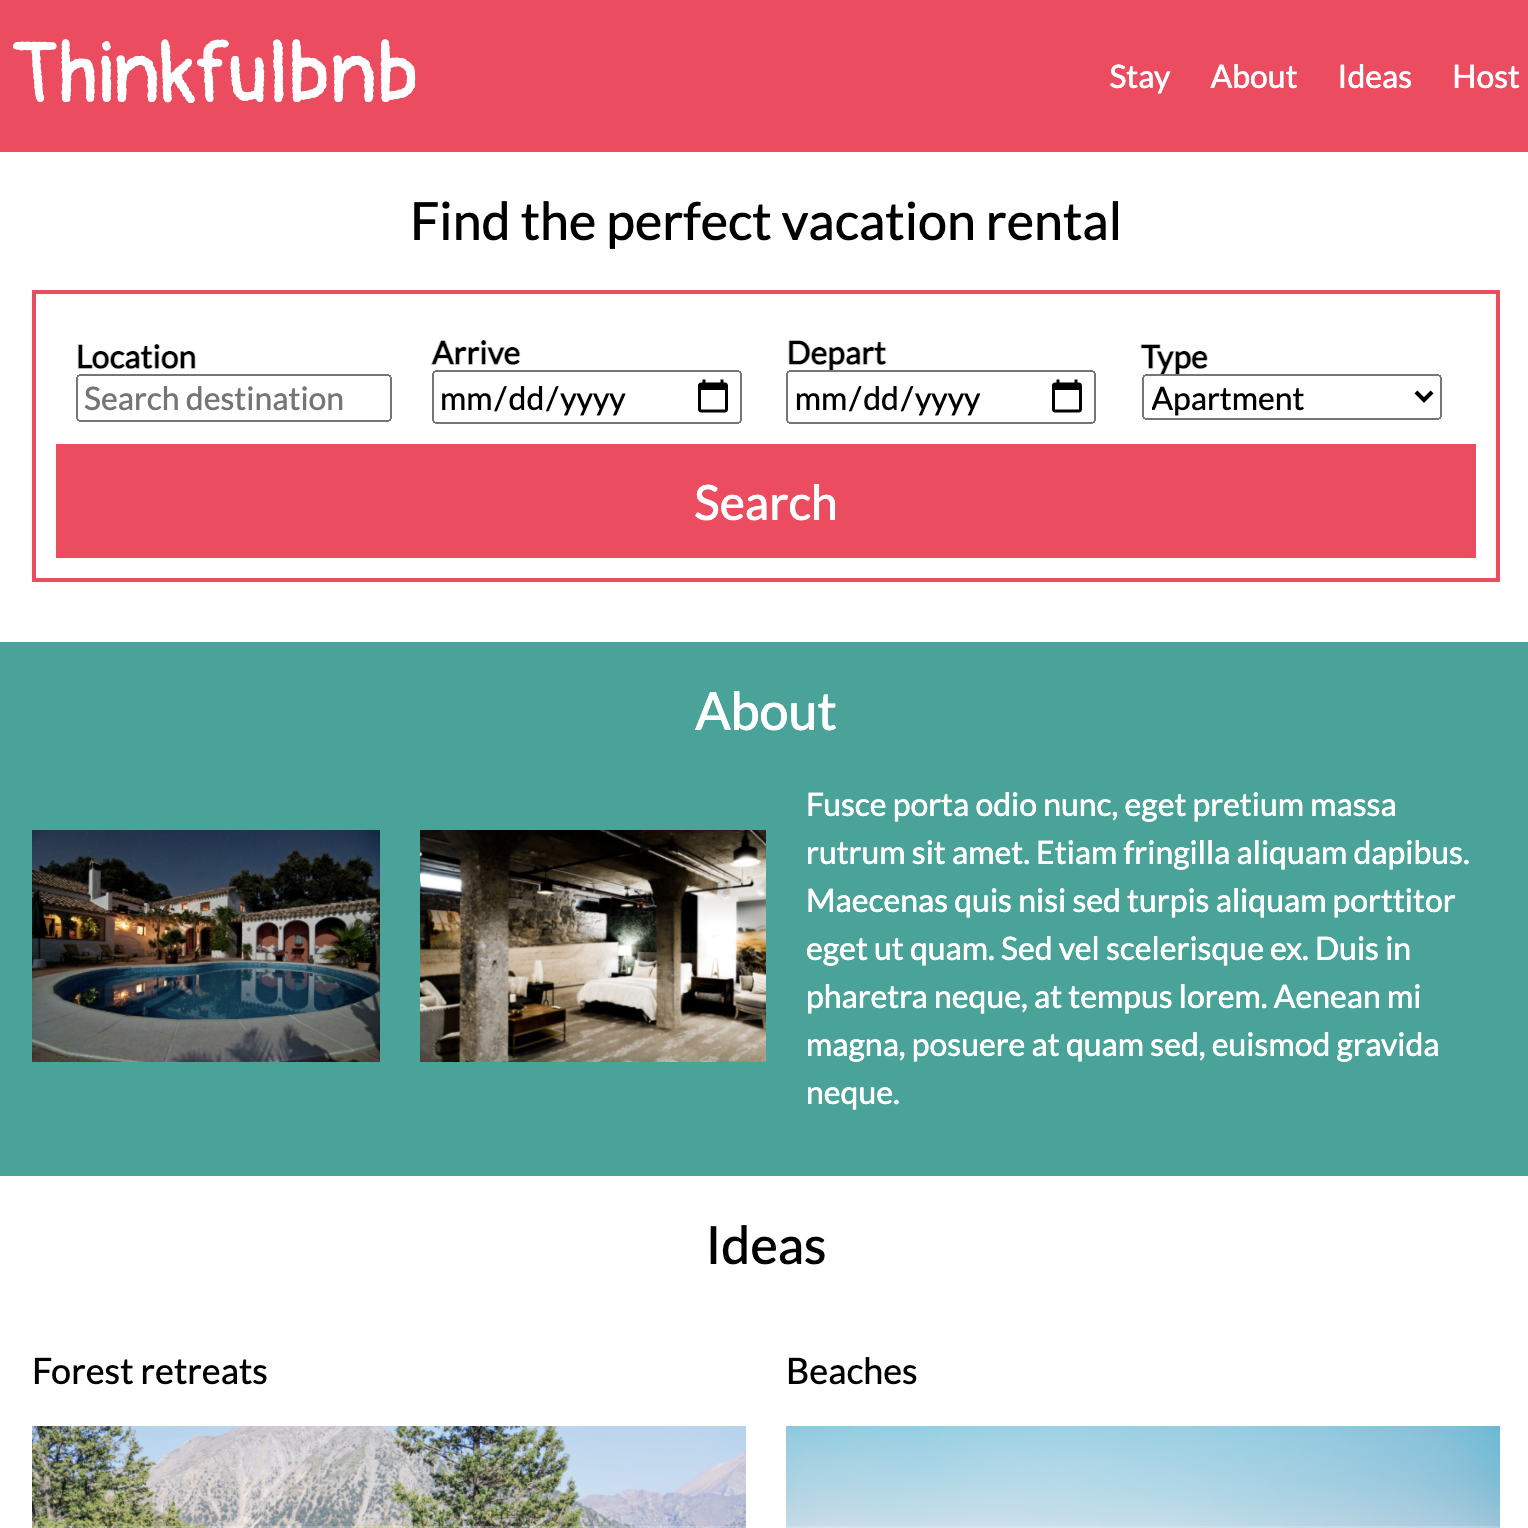 Thinkfulbnb
Stay About Ideas Host
Find the perfect vacation rental
Location Arrive Depart Type
Search destination mm/dd/yyyy mm/dd/yyyy Apartment
Search
About
Fusce porta odio nunc, eget pretium massa
rutrum sit amet. Etiam fringilla aliquam dapibus.
Maecenas quis nisi sed turpis aliquam porttitor
eget ut quam. Sed vel scelerisque ex. Duis in
pharetra neque, at tempus lorem. Aenean mi
magna, posuere at quam sed, euismod gravida
neque.
Ideas
Forest retreats
Beaches